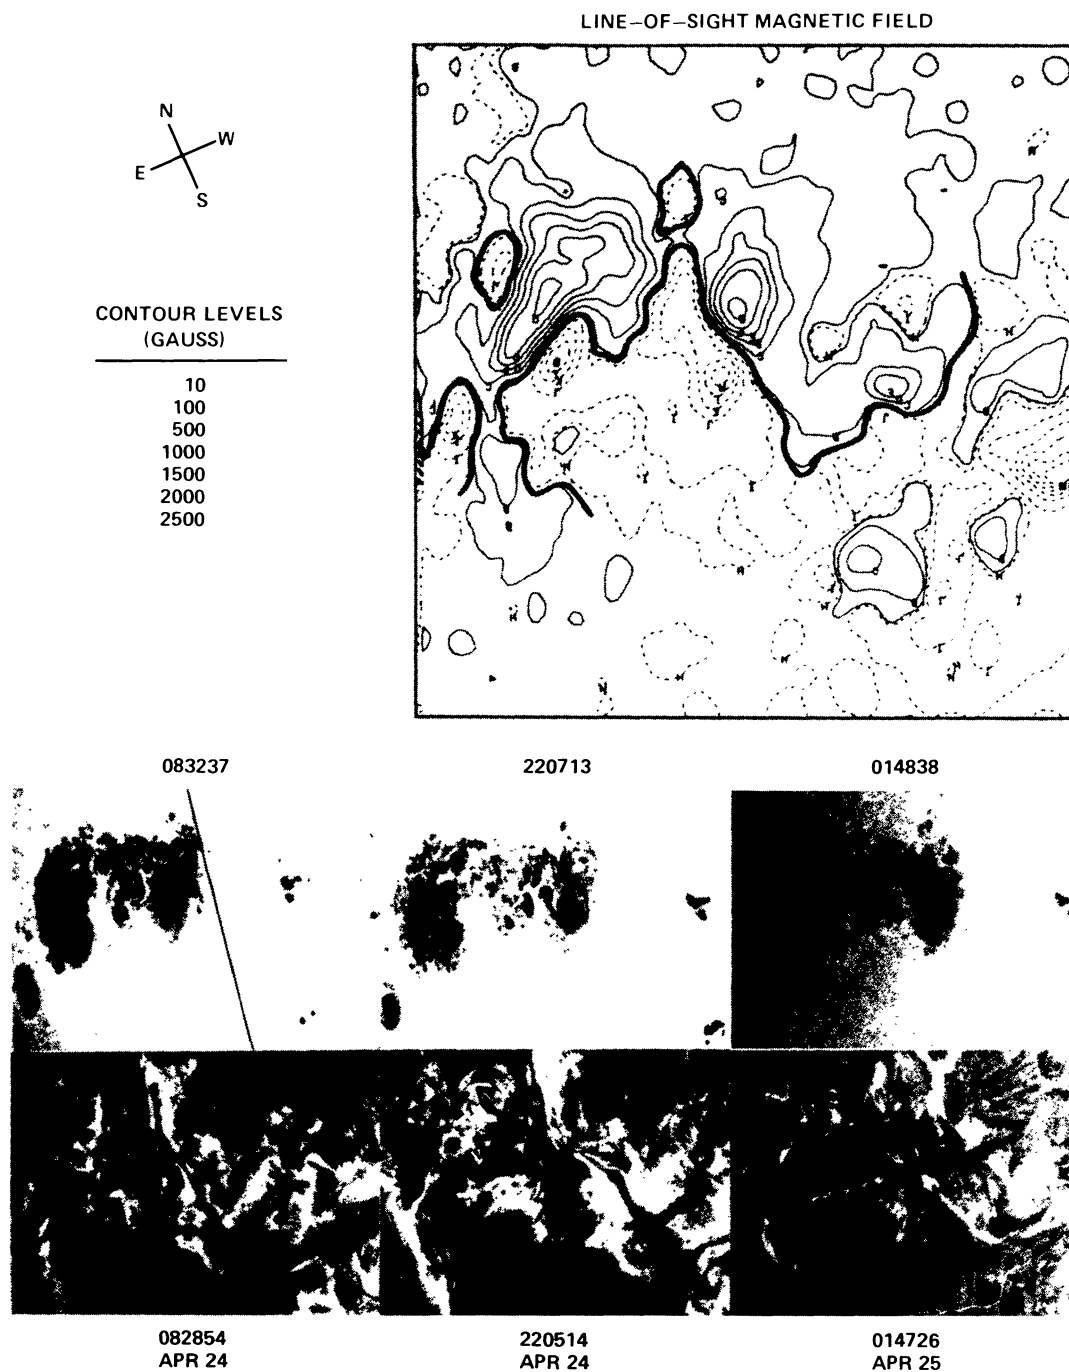 LINE–OF–SIGHT MAGNETIC FIELD
N
W
E
S
CONTOUR LEVELS
(GAUSS)
10
100
500
1000
1500
2000
2500
083237
220713
014838
082854
220514
014726
APR 24
APR 24
APR 25